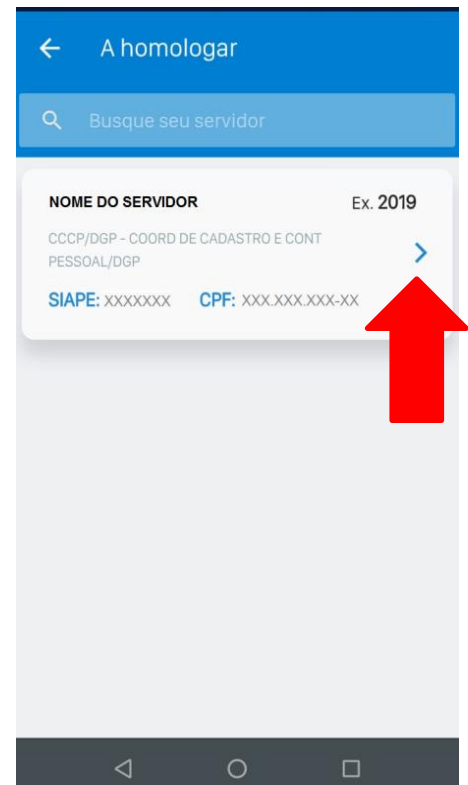 A homologar
Busque seu servidor
NOME DO SERVIDOR Ex. 2019
CCCP/DGP - COORD DE CADASTRO E CONT
PESSOAL/DGP
SIAPE: XXXXXXX CPF: XXX.XXX.XXX-XX